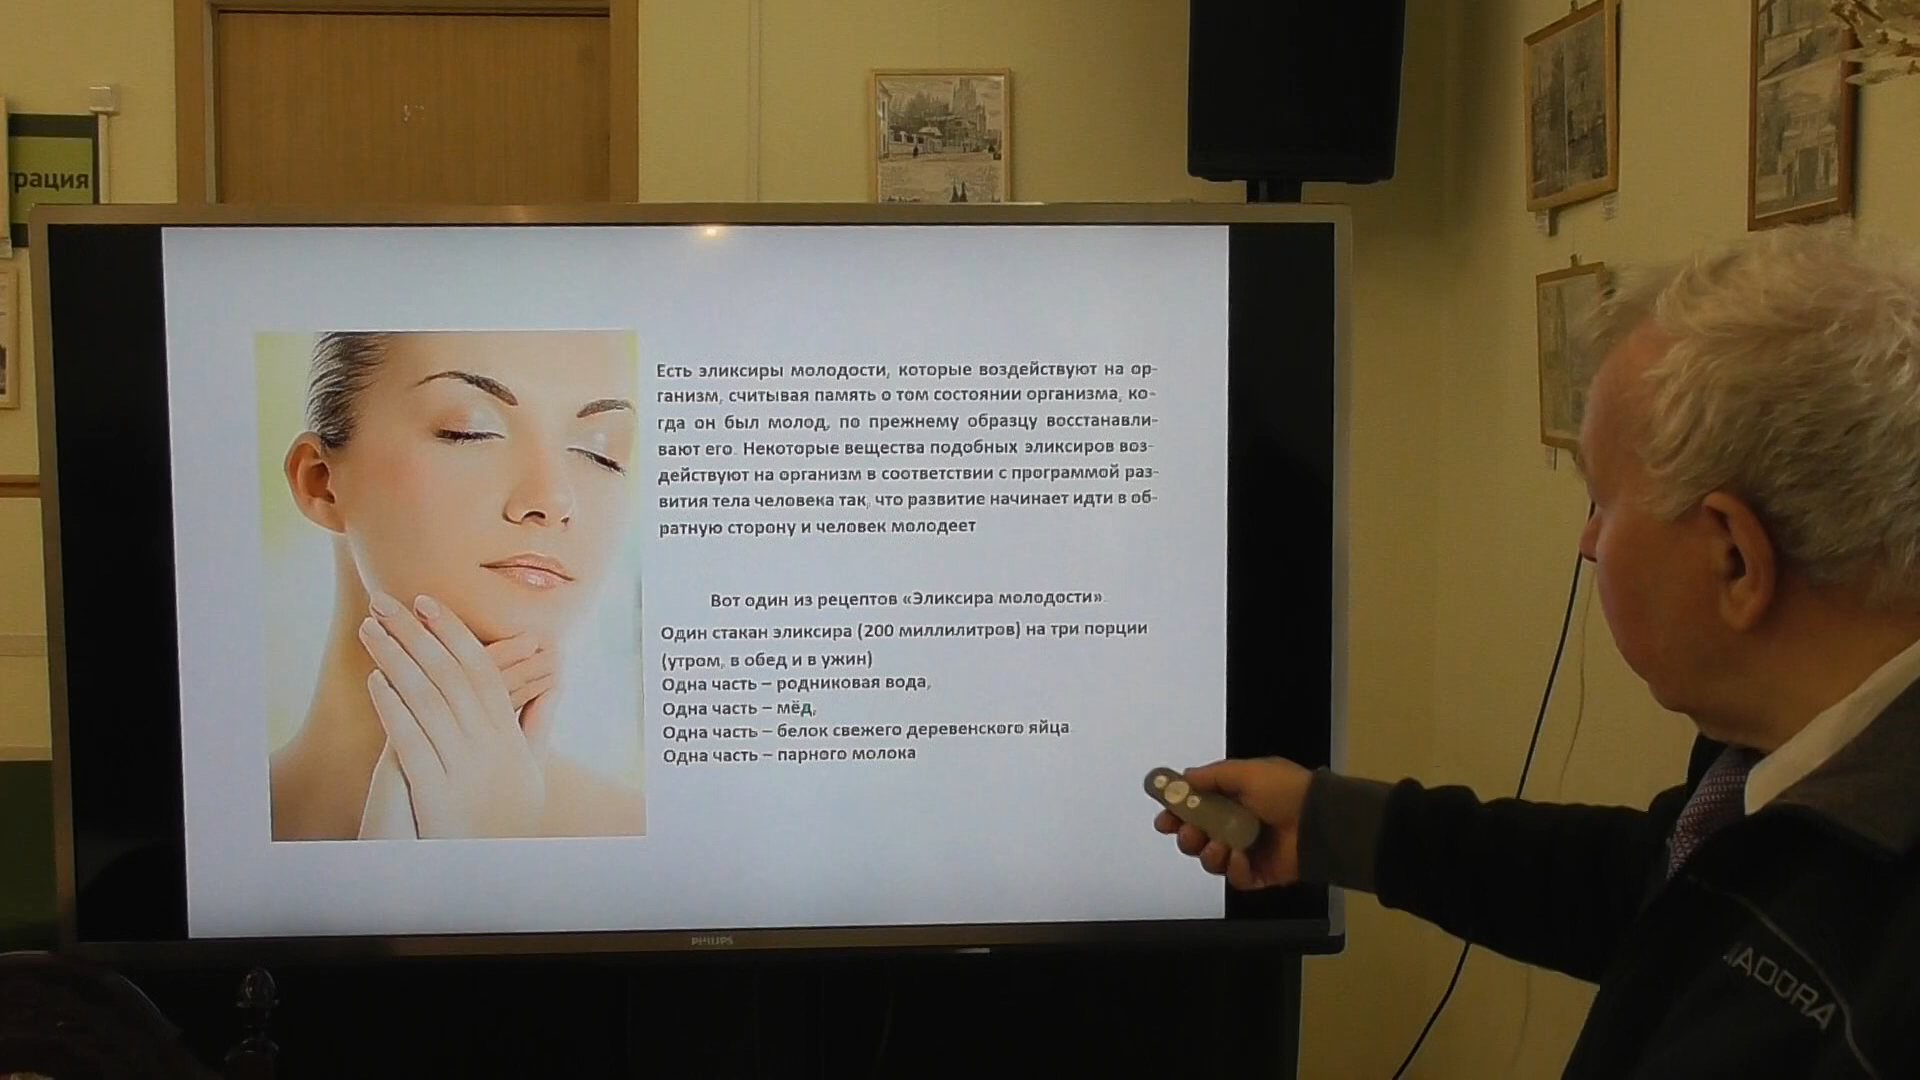 рация
Есть эликсиры молодости, которые воздействуют на ор-
ганизм, считывая память о том состоянии организма, ко-
гда он был молод, по прежнему образцу восстанавли-
вают его. Некоторые вещества подобных эликсиров воз-
действуют на организм в соответствии с программой раз-
вития тела человека так, что развитие начинает идти в об-
ратную сторону и человек молодеет
Вот один из рецептов «Эликсира молодости».
Один стакан эликсира (200 миллилитров) на три порции
(утром, в обед и в ужин)
Одна часть – родниковая вода,
Одна часть – мёд,
Одна часть – белок свежего деревенского яйца
Одна часть – парного молока
PHILIPS
IADORA